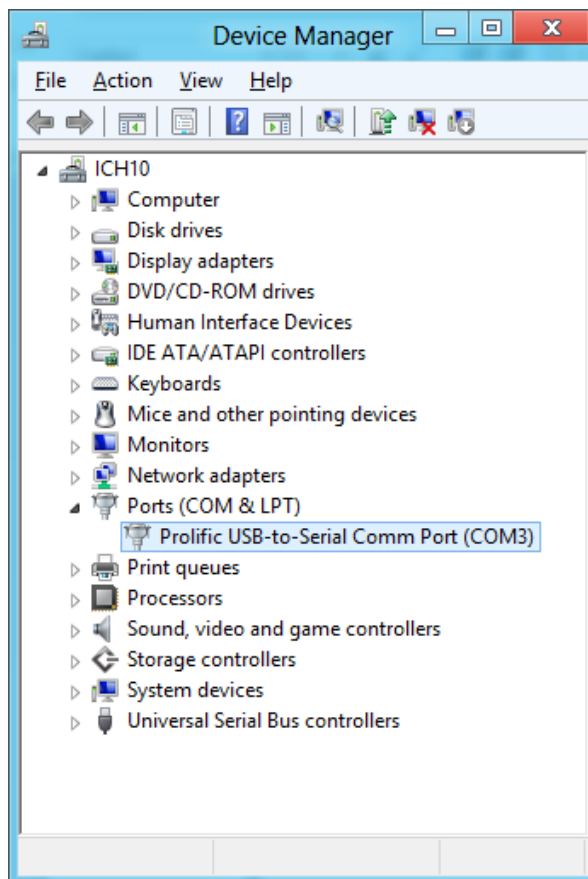 Device Manager
File Action View Help
ICH10
Computer
Disk drives
Display adapters
DVD/CD-ROM drives
Human Interface Devices
IDE ATA/ATAPI controllers
Keyboards
Mice and other pointing devices
Monitors
Network adapters
Ports (COM & LPT)
Prolific USB-to-Serial Comm Port (COM3)
Print queues
Processors
Sound, video and game controllers
Storage controllers
System devices
Universal Serial Bus controllers